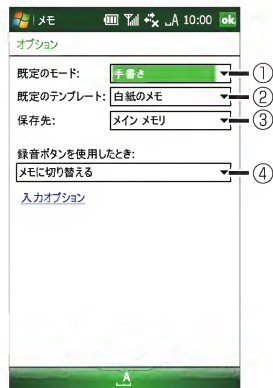 メモ 10:00 ok
オプション
既定のモード: 手書き ①
既定のテンプレート: 白紙のメモ ②
保存先: メイン メモリ ③
録音ボタンを使用したとき:
メモに切り替える ④
入力オプション
A